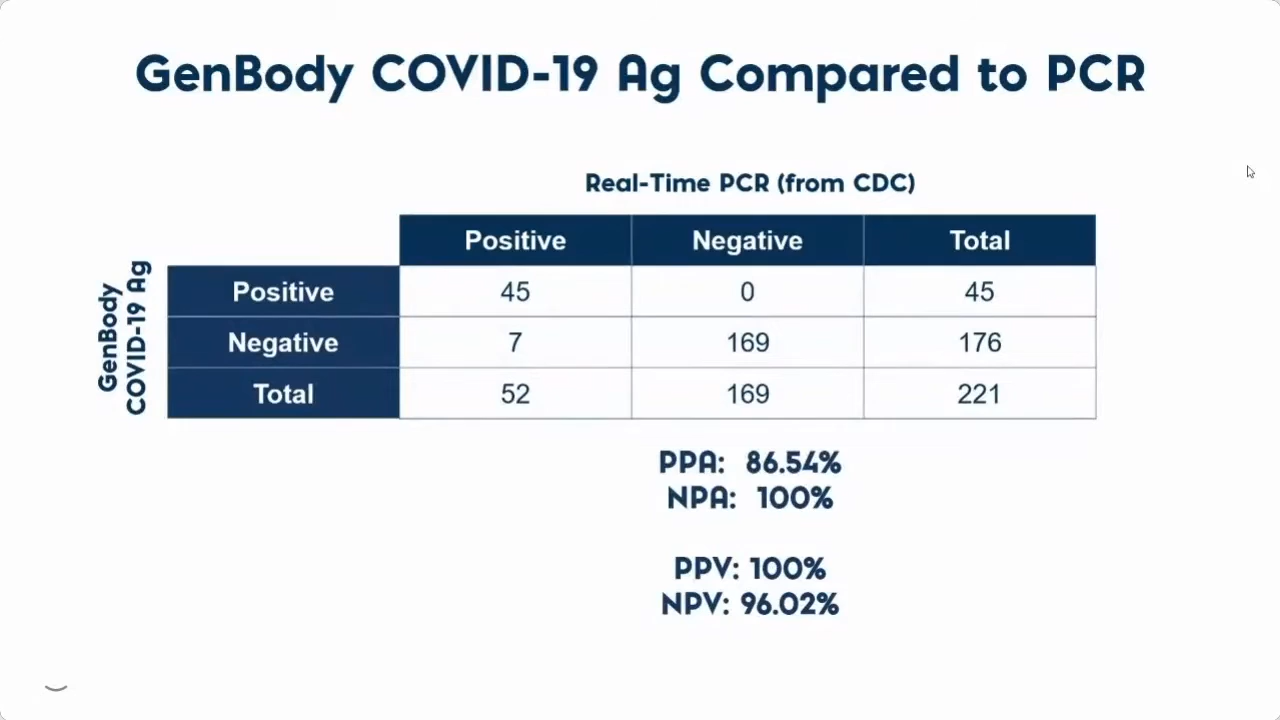 GenBody COVID-19 Ag Compared to PCR
Real-Time PCR (from CDC)
Positive Negative Total
GenBody
COVID-19 Ag
Positive 45 0 45
Negative 7 169 176
Total 52 169 221
PPA: 86.54%
NPA: 100%
PPV: 100%
NPV: 96.02%